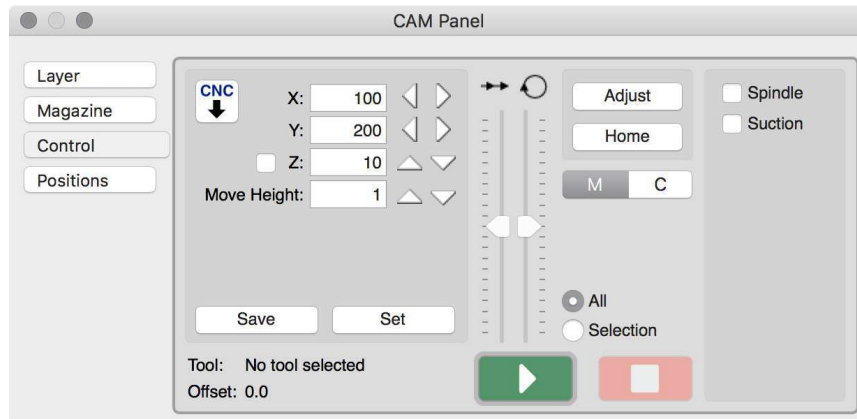 CAM Panel
Layer
Magazine
Control
Positions
CNC
X: 100
Y: 200
Z: 10
Move Height: 1
Save
Set
Tool: No tool selected
Offset: 0.0
Adjust
Home
M
C
All
Selection
Spindle
Suction